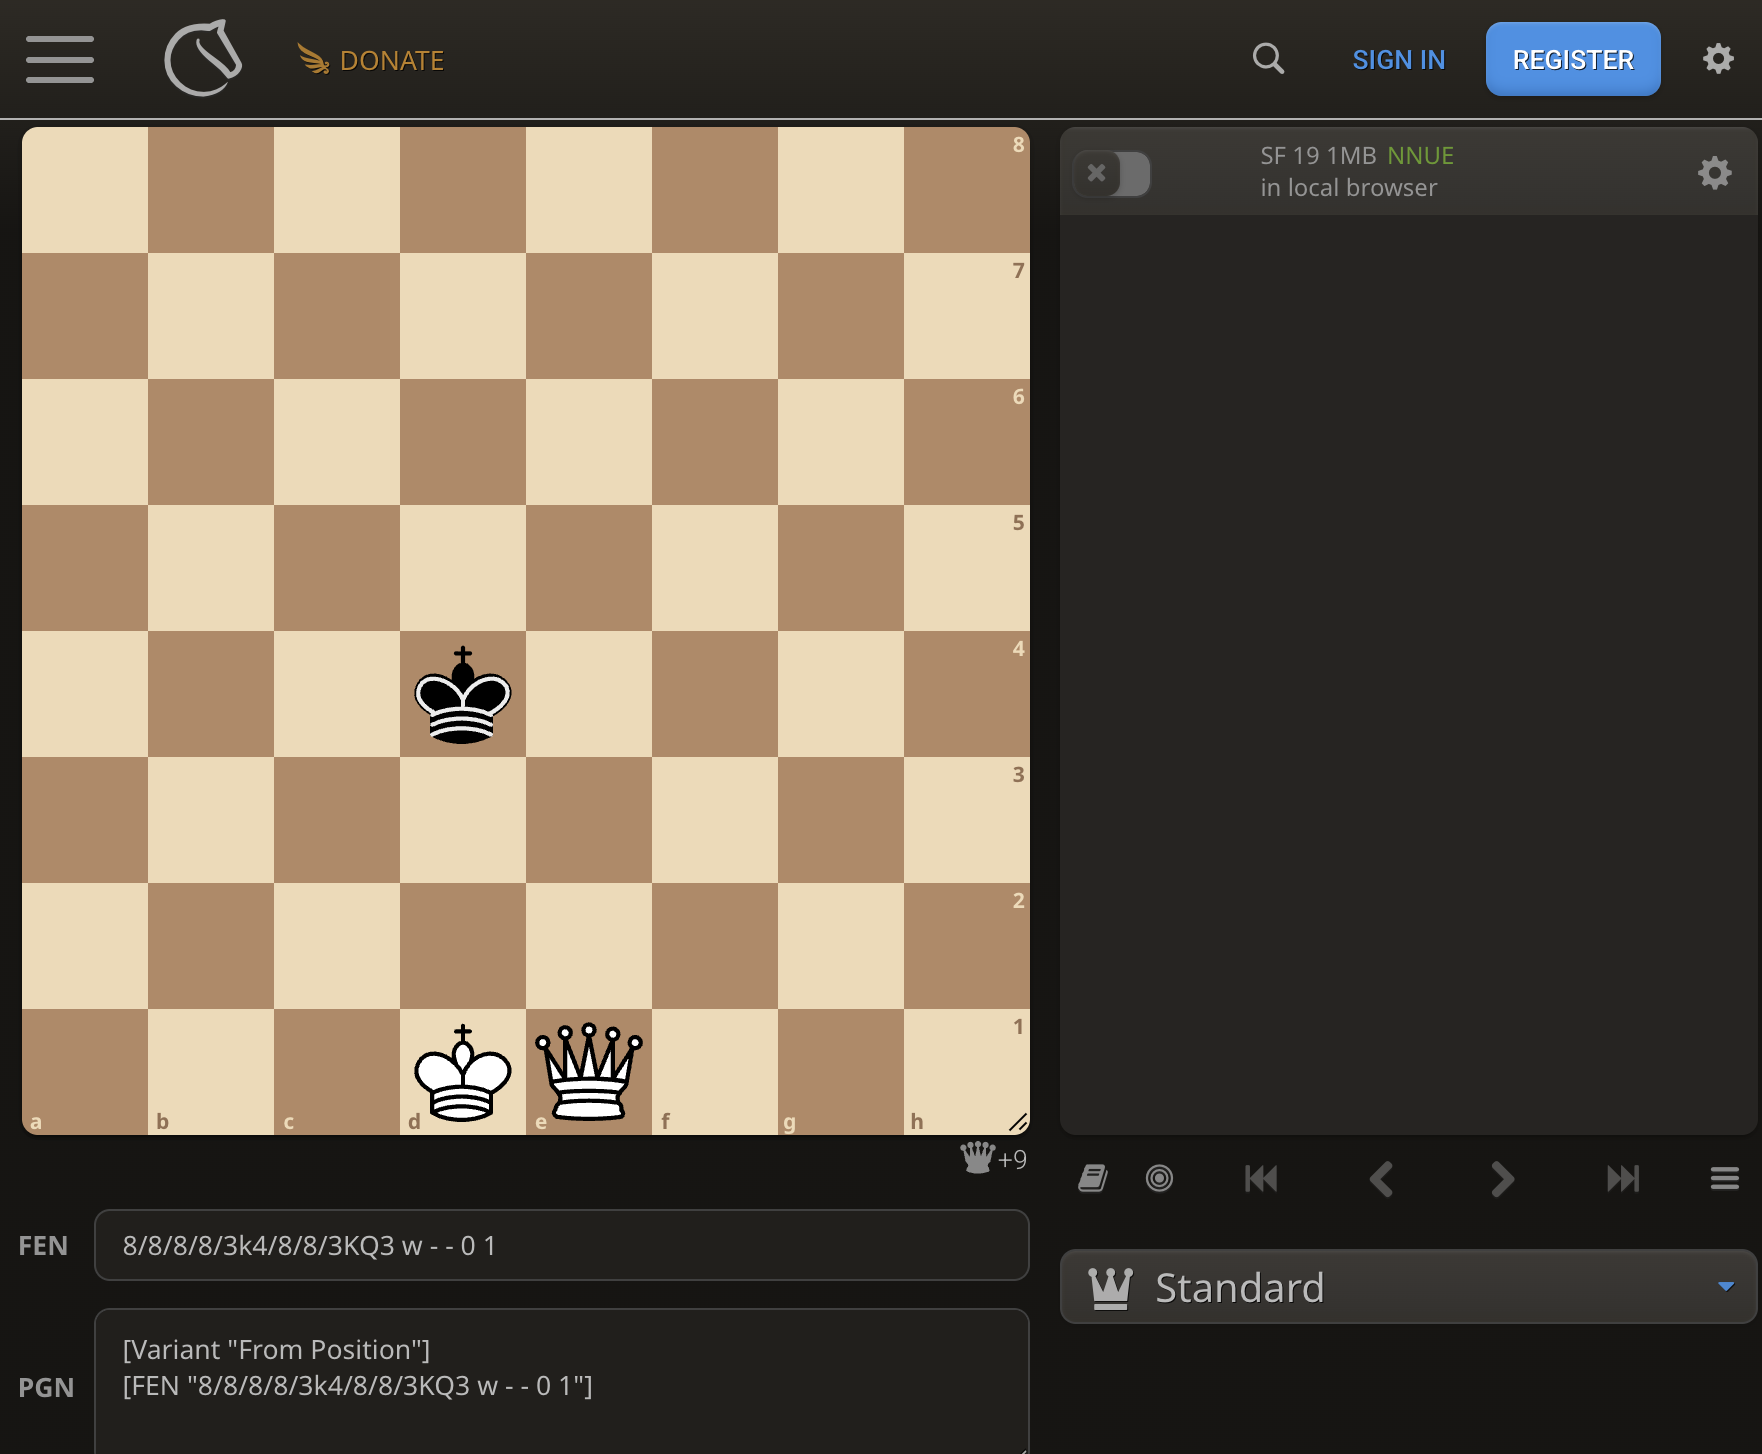 DONATE
SIGN IN
REGISTER
SF 19 1MB NNUE
in local browser
8
7
6
5
4
3
2
1
a b c d e f g h
+9
FEN
8/8/8/8/3k4/8/8/3KQ3 w - - 0 1
Standard
PGN
[Variant "From Position"]
[FEN "8/8/8/8/3k4/8/8/3KQ3 w - - 0 1"]